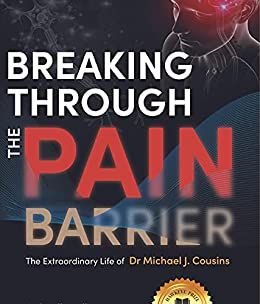 BREAKING
THROUGH
THE
PAIN
BARRIER
The Extraordinary Life of Dr Michael J. Cousins